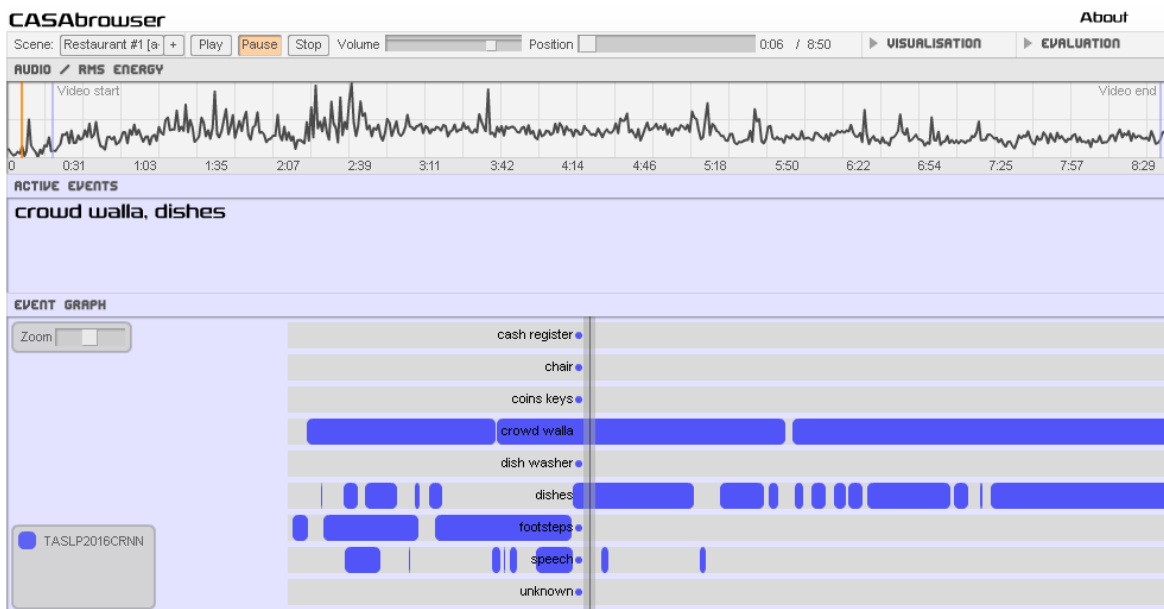 CASAbrowser
About
Scene: Restaurant #1 [a- + Play Pause Stop Volume Position 0:06 / 8:50 VISUALISATION EVALUATION
AUDIO / RMS ENERGY
Video start Video end
0 0:31 1:03 1:35 2:07 2:39 3:11 3:42 4:14 4:46 5:18 5:50 6:22 6:54 7:25 7:57 8:29
ACTIVE EVENTS
crowd walla, dishes
EVENT GRAPH
Zoom
cash register
chair
coins keys
crowd walla
dish washer
dishes
footsteps
TASLP2016CRNN
speech
unknown